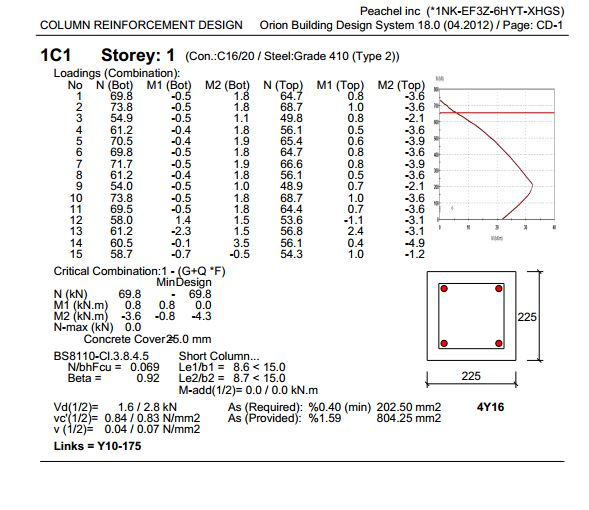 Peachel inc (*1NK-EF3Z-6HYT-XHGS)
COLUMN REINFORCEMENT DESIGN Orion Building Design System 18.0 (04.2012) / Page: CD-1
1C1 Storey: 1 (Con.:C16/20 / Steel:Grade 410 (Type 2))
Loadings (Combination):
No N (Bot) M1 (Bot) M2 (Bot) N (Top) M1 (Top) M2 (Top)
1 69.8 -0.5 1.8 64.7 0.8 -3.6
2 73.8 -0.5 1.8 68.7 1.0 -3.6
3 54.9 -0.5 1.1 49.8 0.8 -2.1
4 61.2 -0.4 1.8 56.1 0.5 -3.6
5 70.5 -0.4 1.9 65.4 0.6 -3.9
6 69.8 -0.5 1.8 64.7 0.8 -3.6
7 71.7 -0.5 1.9 66.6 0.8 -3.9
8 61.2 -0.4 1.8 56.1 0.5 -3.6
9 54.0 -0.5 1.0 48.9 0.7 -2.1
10 73.8 -0.5 1.8 68.7 1.0 -3.6
11 69.5 -0.5 1.8 64.4 0.7 -3.6
12 58.0 1.4 1.5 53.6 -1.1 -3.1
13 61.2 -2.3 1.5 56.8 2.4 -3.1
14 60.5 -0.1 3.5 56.1 0.4 -4.9
15 58.7 -0.7 -0.5 54.3 1.0 -1.2
Critical Combination:1 - (G+Q *F)
Min Design
N (kN) 69.8 - 69.8
M1 (kN.m) 0.8 0.8 0.0
M2 (kN.m) -3.6 -0.8 -4.3
N-max (kN) 0.0
Concrete Cover= 25.0 mm
225
225
BS8110-Cl.3.8.4.5 Short Column...
N/bhFcu = 0.069 Le1/b1 = 8.6 < 15.0
Beta = 0.92 Le2/b2 = 8.7 < 15.0
M-add(1/2)= 0.0 / 0.0 kN.m
Vd(1/2)= 1.6 / 2.8 kN As (Required): %0.40 (min) 202.50 mm2 4Y16
vc'(1/2)= 0.84 / 0.83 N/mm2 As (Provided): %1.59 804.25 mm2
v (1/2)= 0.04 / 0.07 N/mm2
Links = Y10-175